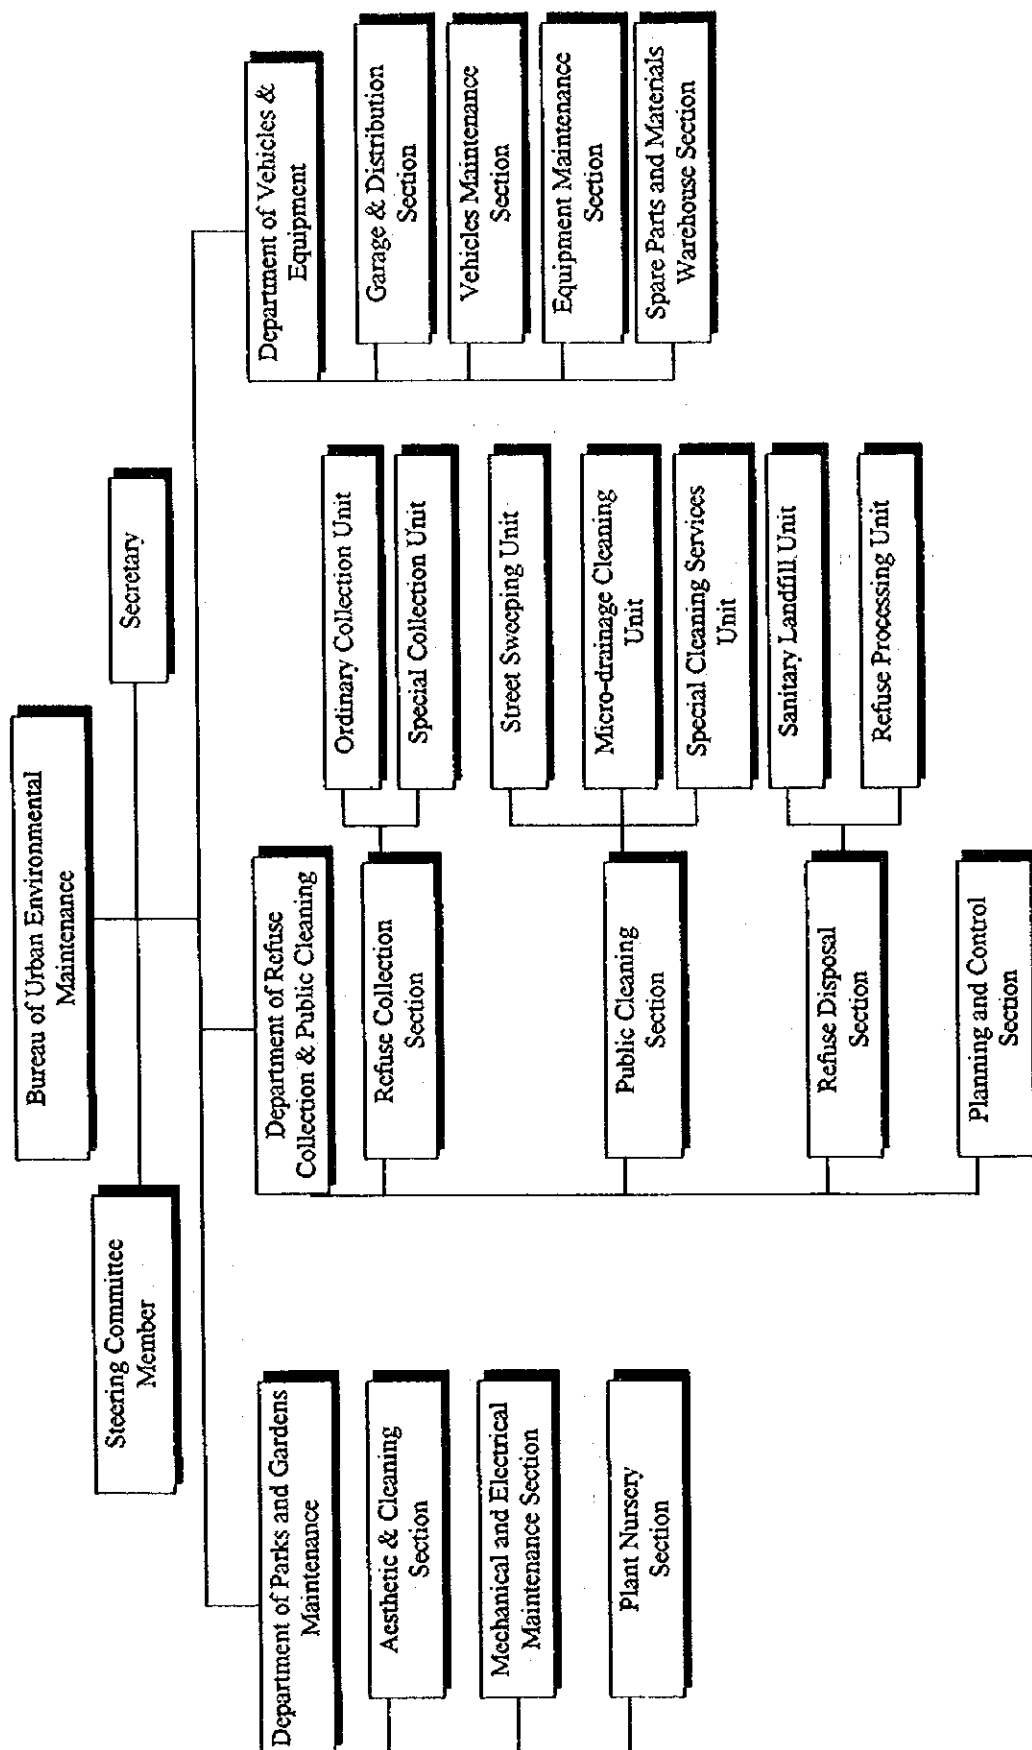 Bureau of Urban Environmental
Maintenance
Steering Committee
Member
Secretary
Department of Parks and Gardens
Maintenance
Aesthetic & Cleaning
Section
Mechanical and Electrical
Maintenance Section
Plant Nursery
Section
Department of Refuse
Collection & Public Cleaning
Refuse Collection
Section
Ordinary Collection Unit
Special Collection Unit
Public Cleaning
Section
Street Sweeping Unit
Micro-drainage Cleaning
Unit
Special Cleaning Services
Unit
Refuse Disposal
Section
Sanitary Landfill Unit
Refuse Processing Unit
Planning and Control
Section
Department of Vehicles &
Equipment
Garage & Distribution
Section
Vehicles Maintenance
Section
Equipment Maintenance
Section
Spare Parts and Materials
Warehouse Section